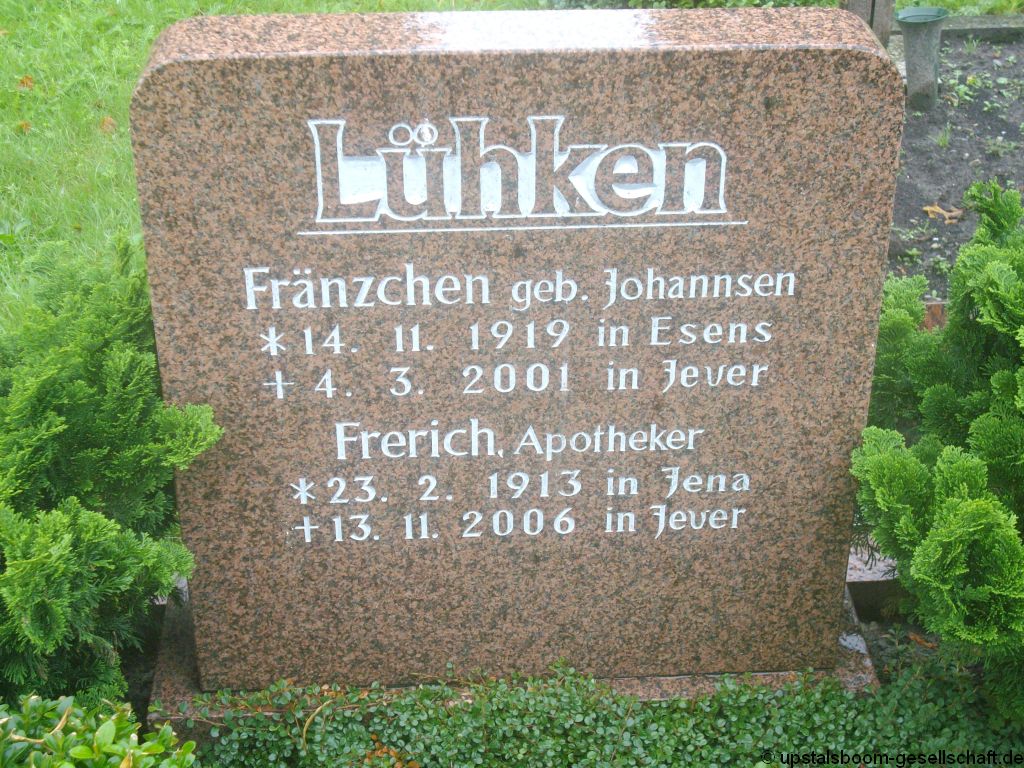 Lühken
Fränzchen geb. Johannsen
* 14. 11. 1919 in Esens
+ 4. 3. 2001 in Jever
Frerich, Apotheker
* 23. 2. 1913 in Jena
+ 13. 11. 2006 in Jever
© upstalsboom-gesellschaft.de